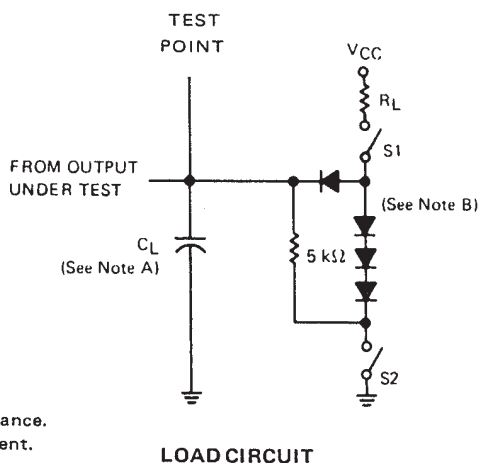 TEST
POINT
VCC
RL
S1
FROM OUTPUT
UNDER TEST
(See Note B)
CL
(See Note A)
5 kΩ
S2
ance.
ent.
LOAD CIRCUIT